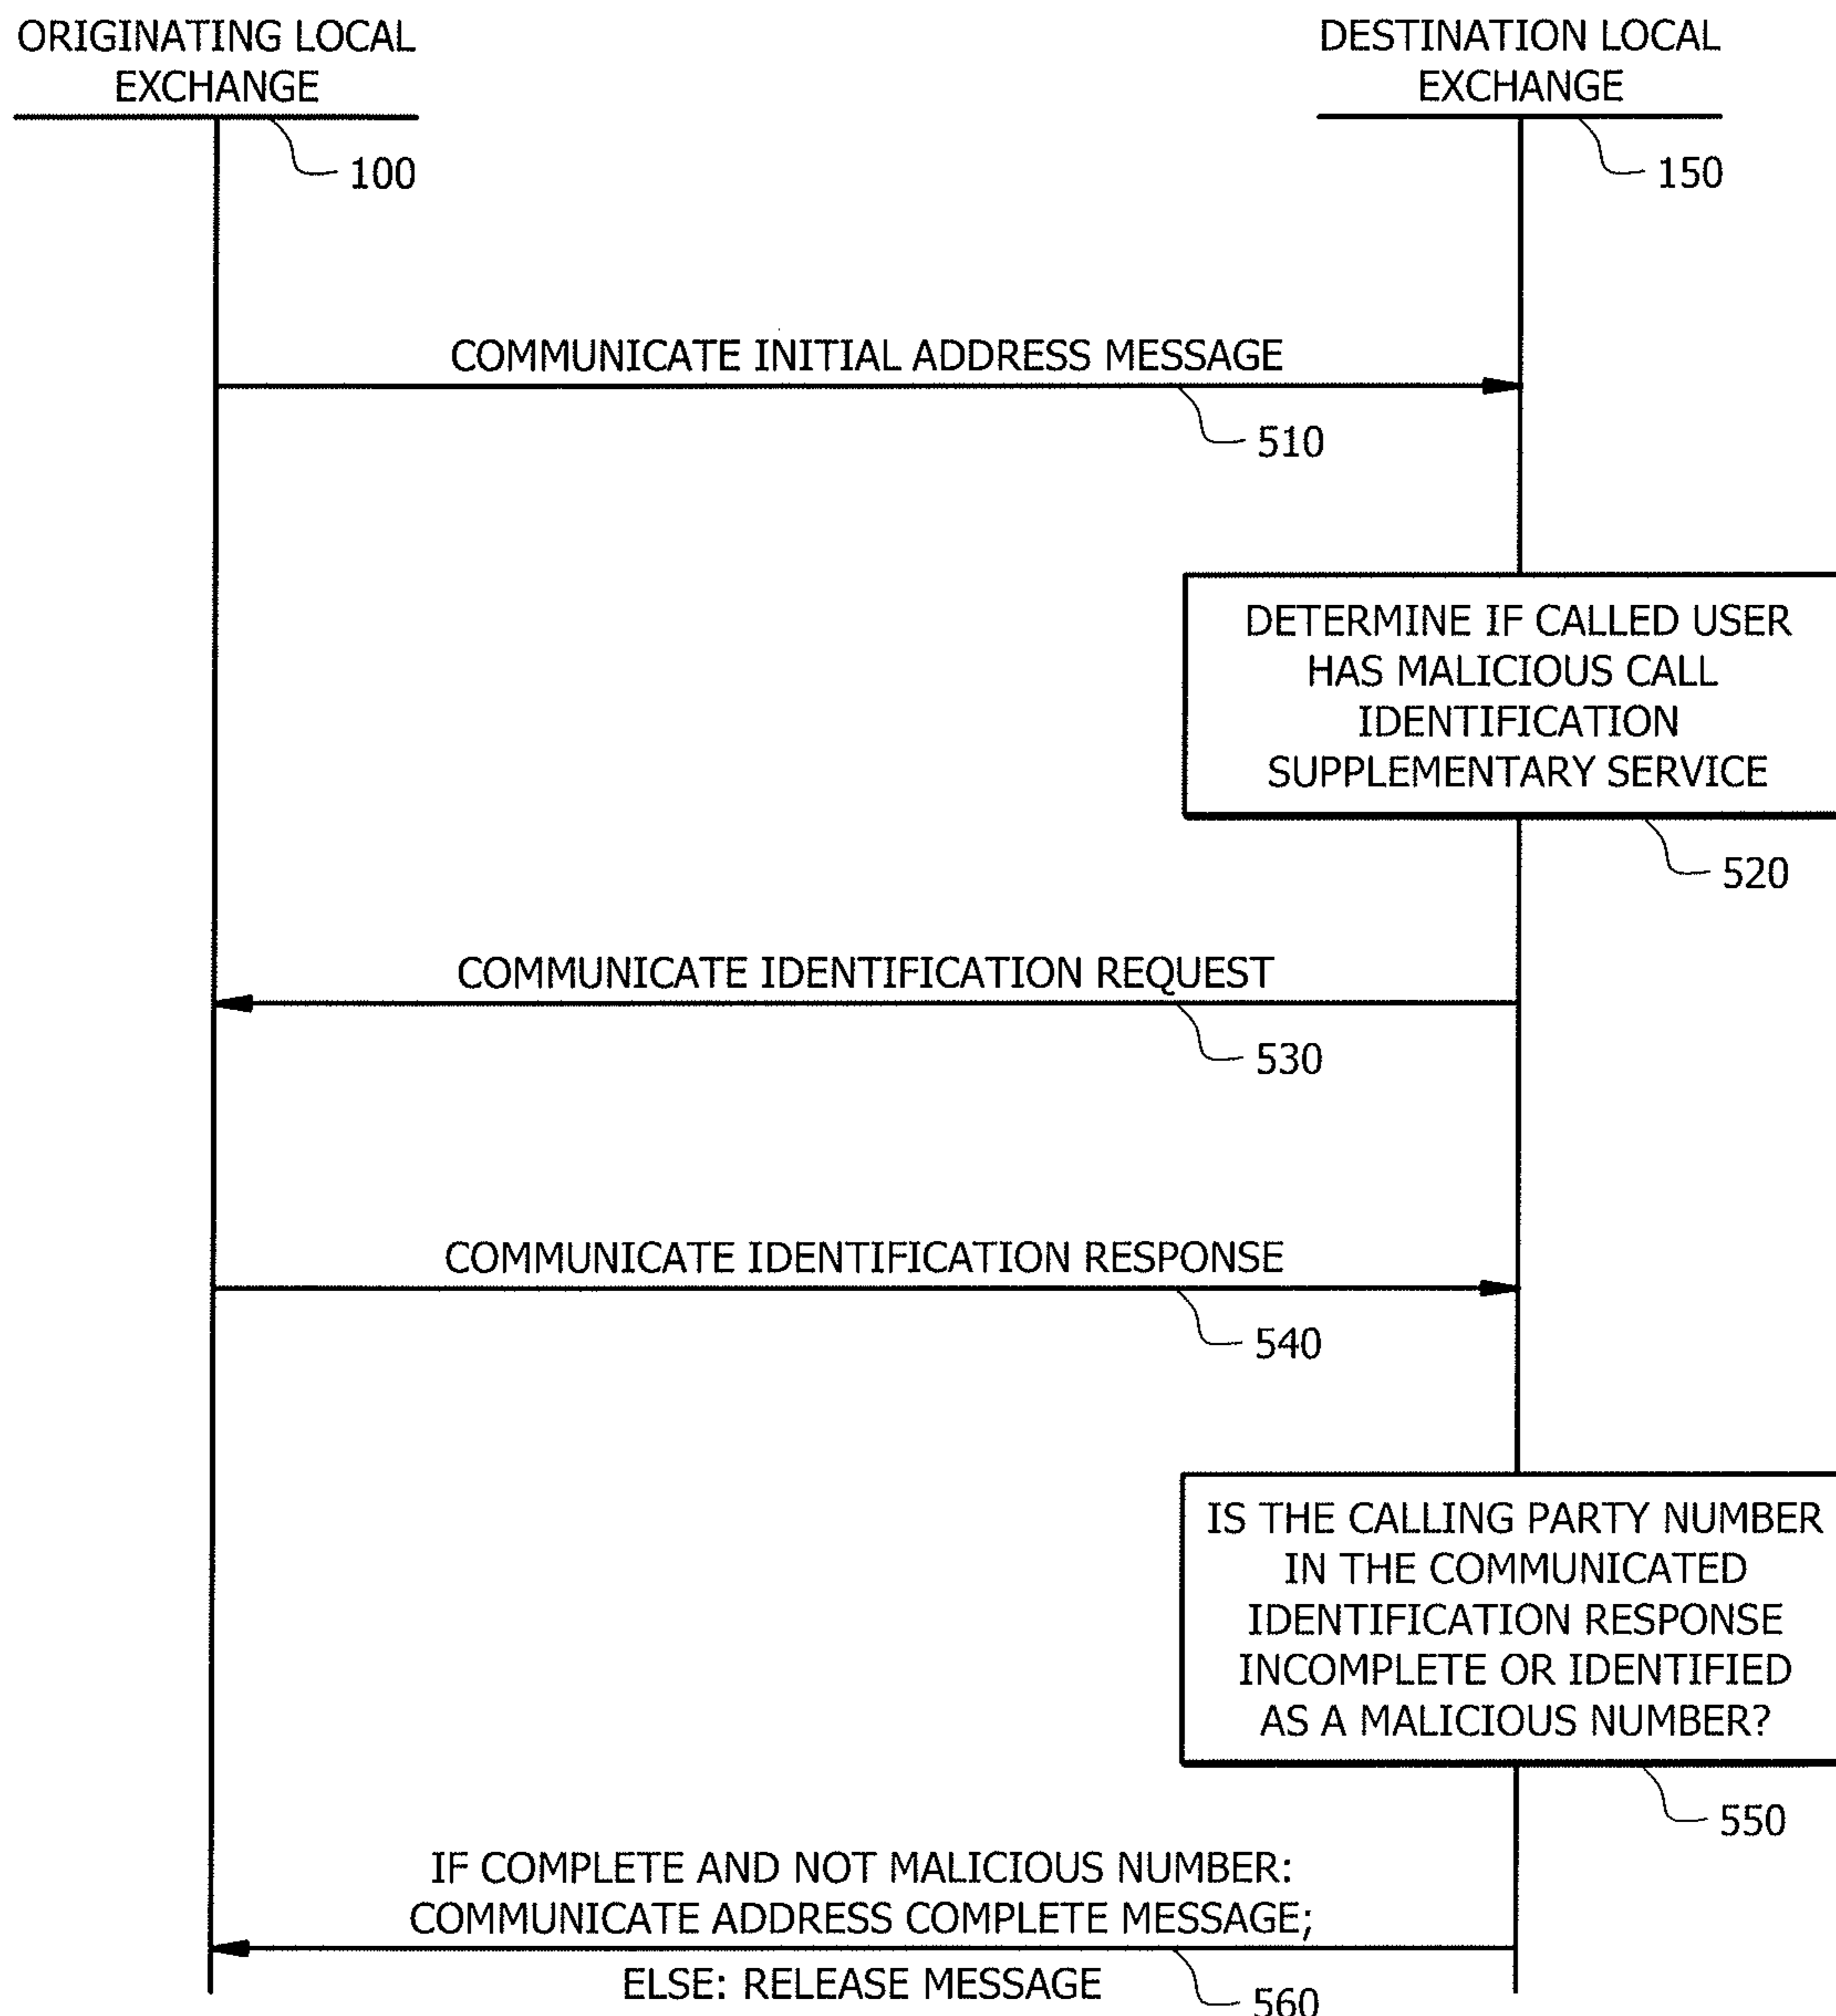 ORIGINATING LOCAL
EXCHANGE
100
DESTINATION LOCAL
EXCHANGE
150
COMMUNICATE INITIAL ADDRESS MESSAGE
510
DETERMINE IF CALLED USER
HAS MALICIOUS CALL
IDENTIFICATION
SUPPLEMENTARY SERVICE
520
COMMUNICATE IDENTIFICATION REQUEST
530
COMMUNICATE IDENTIFICATION RESPONSE
540
IS THE CALLING PARTY NUMBER
IN THE COMMUNICATED
IDENTIFICATION RESPONSE
INCOMPLETE OR IDENTIFIED
AS A MALICIOUS NUMBER?
550
IF COMPLETE AND NOT MALICIOUS NUMBER:
COMMUNICATE ADDRESS COMPLETE MESSAGE;
ELSE: RELEASE MESSAGE
560